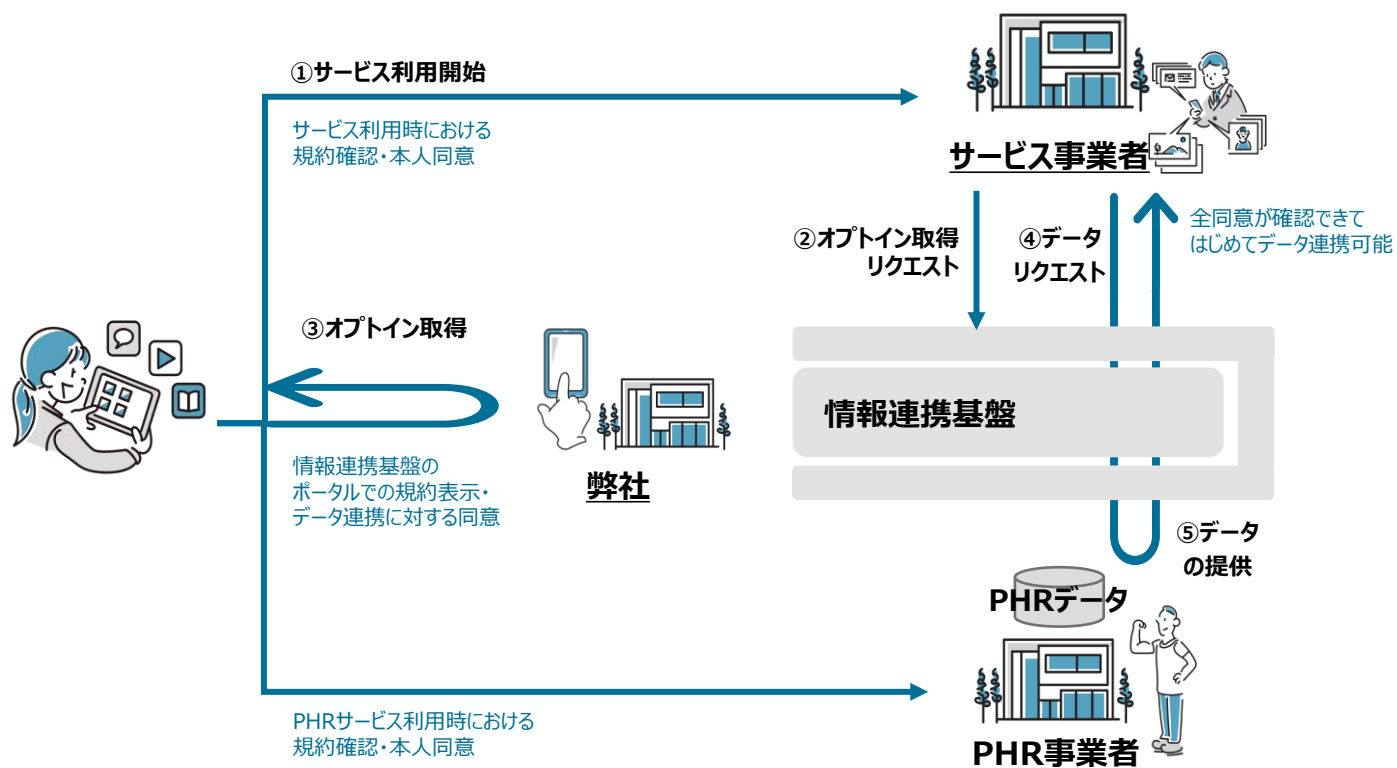 ①サービス利用開始
サービス利用時における
規約確認・本人同意
サービス事業者
②オプトイン取得
リクエスト
④データ
リクエスト
全同意が確認できて
はじめてデータ連携可能
③オプトイン取得
情報連携基盤の
ポータルでの規約表示・
データ連携に対する同意
弊社
情報連携基盤
⑤データ
の提供
PHRデータ
PHR事業者
PHRサービス利用時における
規約確認・本人同意